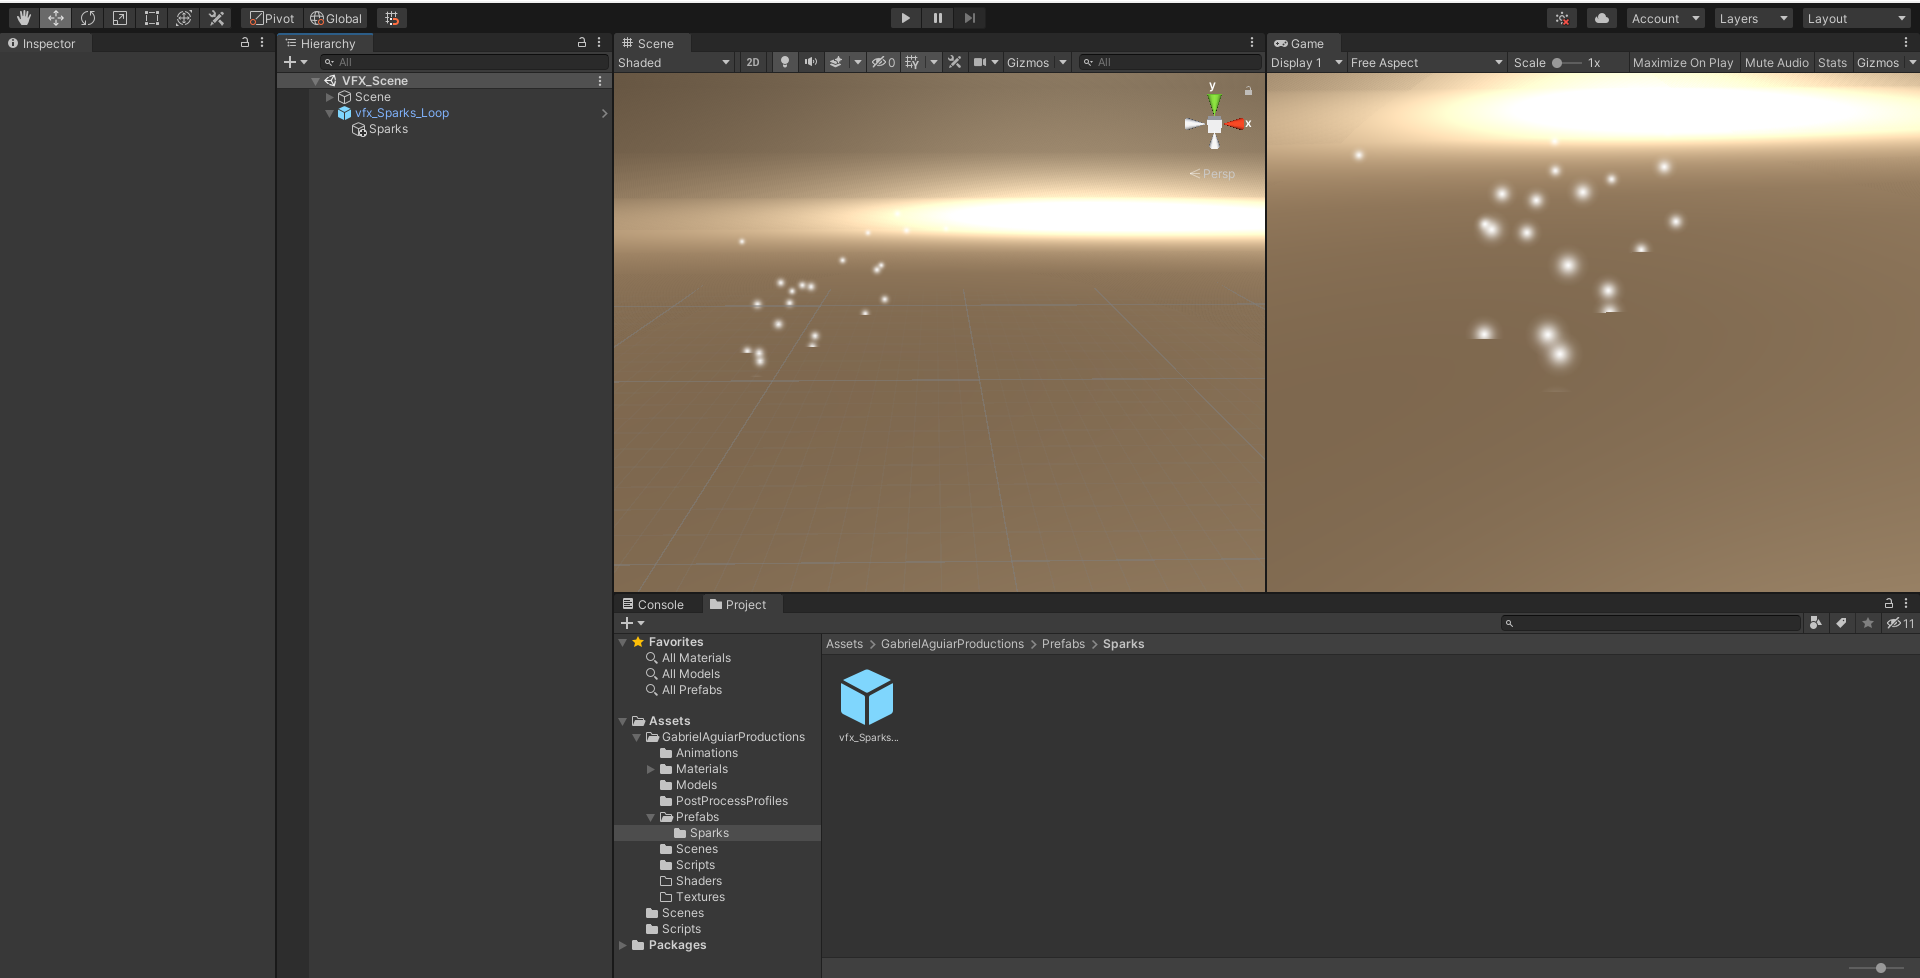 Pivot Global Account Layers Layout
Inspector
Hierarchy
All
VFX_Scene
Scene
vfx_Sparks_Loop
Sparks
Scene
Shaded 2D 0 Gizmos All
y
x
Persp
Game
Display 1 Free Aspect Scale 1x Maximize On Play Mute Audio Stats Gizmos
Console Project
11
Favorites
All Materials
All Models
All Prefabs
Assets
GabrielAguiarProductions
Animations
Materials
Models
PostProcessProfiles
Prefabs
Sparks
Scenes
Scripts
Shaders
Textures
Scenes
Scripts
Packages
Assets > GabrielAguiarProductions > Prefabs > Sparks
vfx_Sparks...